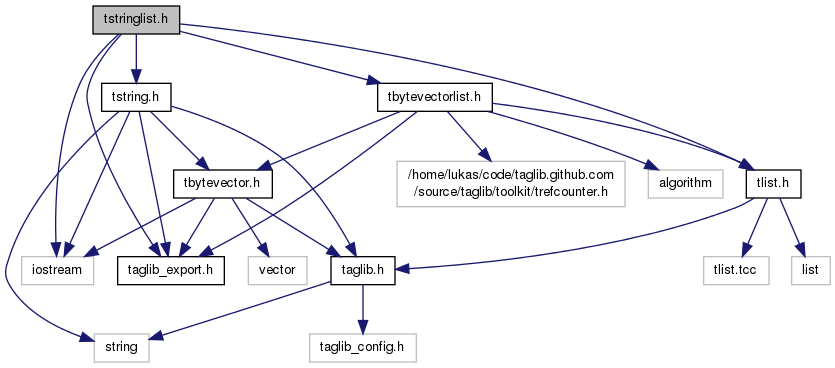 tstringlist.h
tstring.h
tbytevectorlist.h
tbytevector.h
/home/lukas/code/taglib.github.com
/source/taglib/toolkit/trefcounter.h
algorithm
tlist.h
iostream
taglib_export.h
vector
taglib.h
tlist.tcc
list
string
taglib_config.h